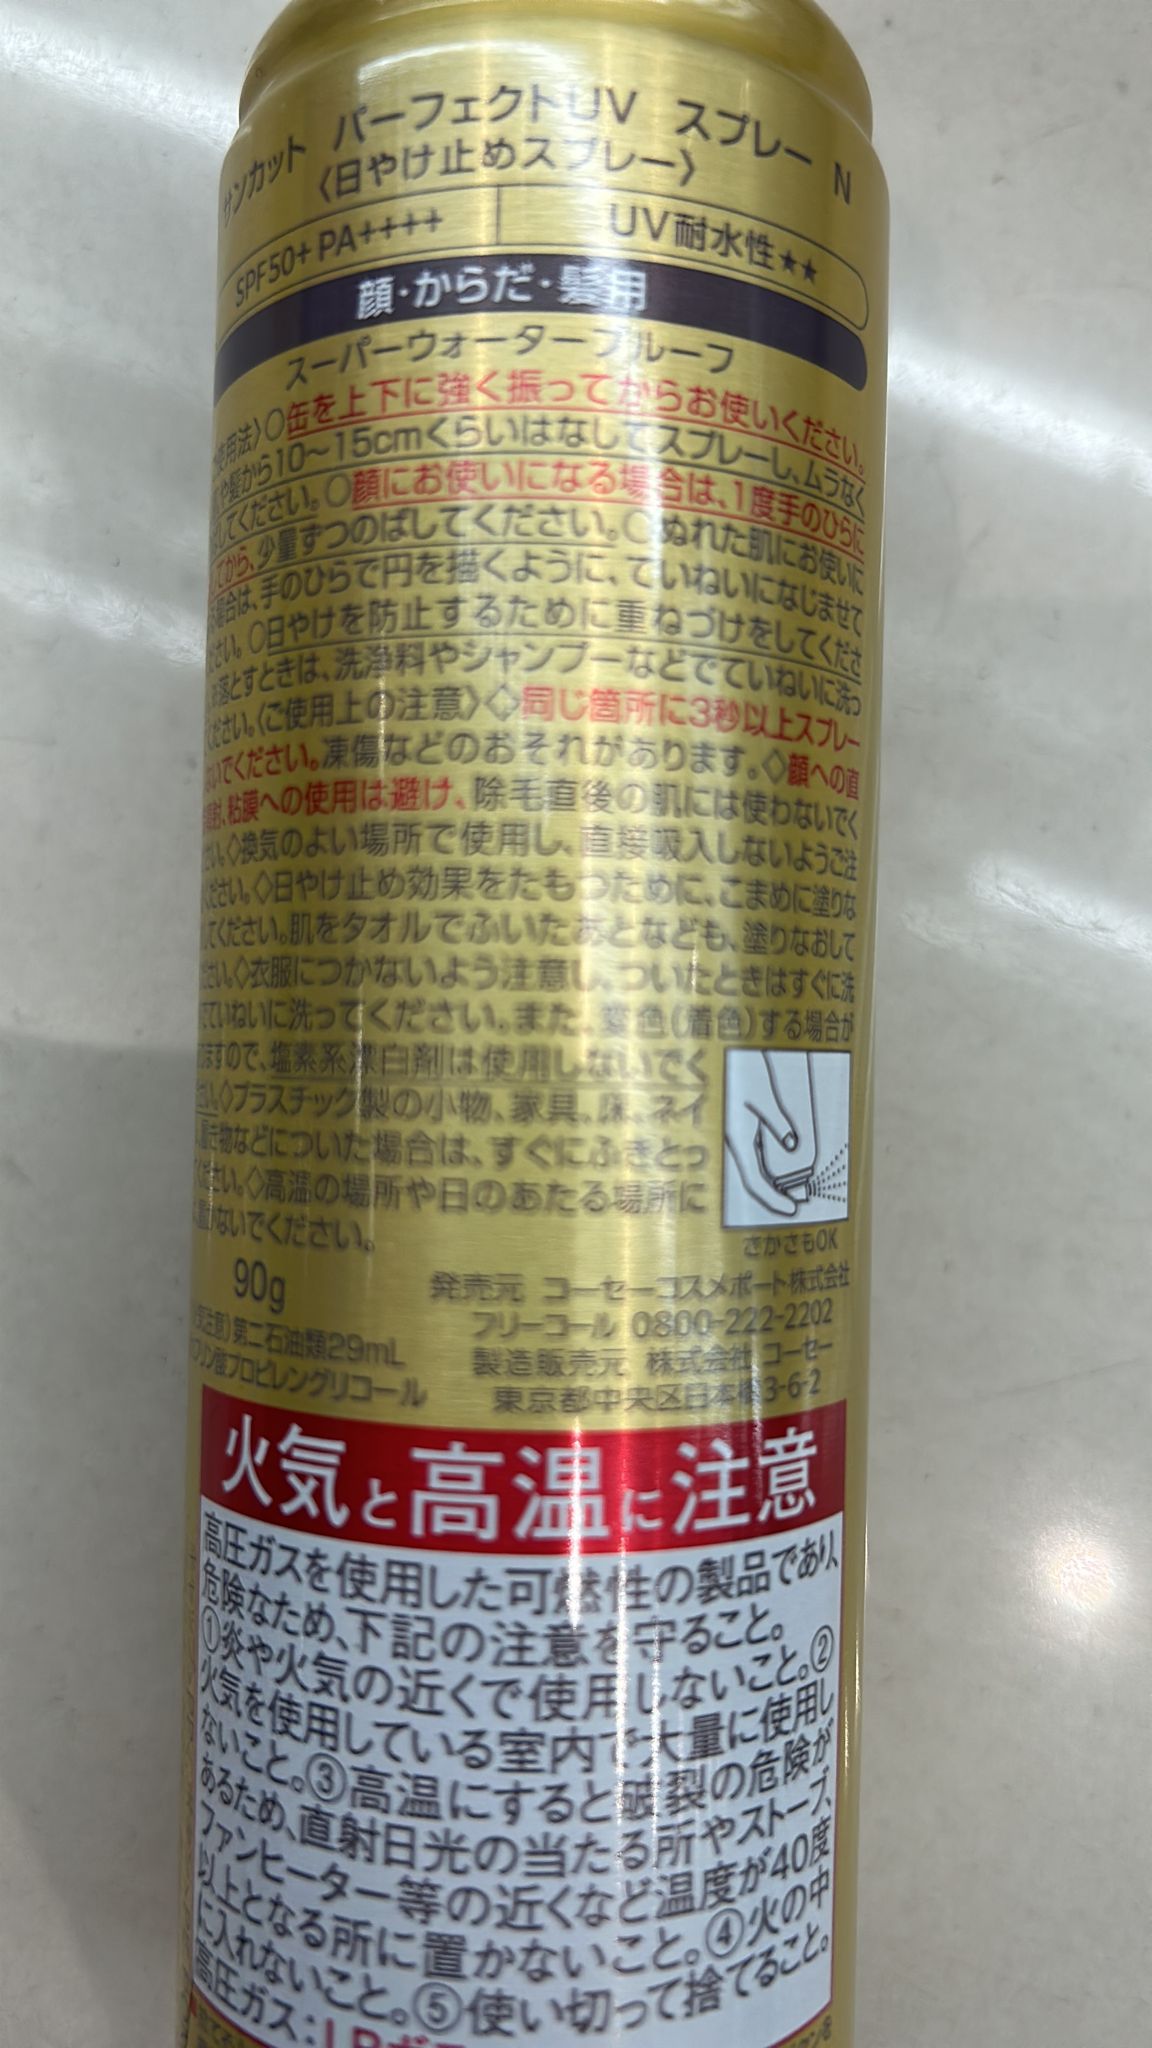 サンカット パーフェクトUV スプレー N
〈日やけ止めスプレー〉
SPF50+ PA++++ UV耐水性★★
顔・からだ・髪用
スーパーウォータープルーフ
使用法〉○缶を上下に強く振ってからお使いください。
や髪から10〜15cmくらいはなしてスプレーし、ムラなく
してください。○顔にお使いになる場合は、1度手のひらに
してから、少量ずつのばしてください。○ぬれた肌にお使いに
る場合は、手のひらで円を描くように、ていねいになじませて
ださい。○日やけを防止するために重ねづけをしてくださ
落とすときは、洗浄料やシャンプーなどでていねいに洗っ
ください。〈ご使用上の注意〉◇同じ箇所に3秒以上スプレー
ないでください。凍傷などのおそれがあります。◇顔への直
噴射、粘膜への使用は避け、除毛直後の肌には使わないでく
さい。◇換気のよい場所で使用し、直接吸入しないようご注
ください。◇日やけ止め効果をたもつために、こまめに塗りな
してください。肌をタオルでふいたあとなども、塗りなおして
ださい。◇衣服につかないよう注意し、ついたときはすぐに洗
でていねいに洗ってください。また、変色(着色)する場合が
りますので、塩素系漂白剤は使用しないでく
さい。◇プラスチック製の小物、家具、床、ネイ
置き物などについた場合は、すぐにふきとっ
ください。◇高温の場所や日のあたる場所に
置かないでください。
さかさもOK
90g
発売元 コーセーコスメポート株式会社
フリーコール 0800-222-2202
製造販売元 株式会社 コーセー
東京都中央区日本橋3-6-2
気注意)第二石油類29mL
プリン酸プロピレングリコール
火気と高温に注意
高圧ガスを使用した可燃性の製品であり、
危険なため、下記の注意を守ること。
①炎や火気の近くで使用しないこと。②
火気を使用している室内で大量に使用し
ないこと。③高温にすると破裂の危険が
あるため、直射日光の当たる所やストーブ、
ファンヒーター等の近くなど温度が40度
以上となる所に置かないこと。④火の中
に入れないこと。⑤使い切って捨てること。
高圧ガス：LPガ